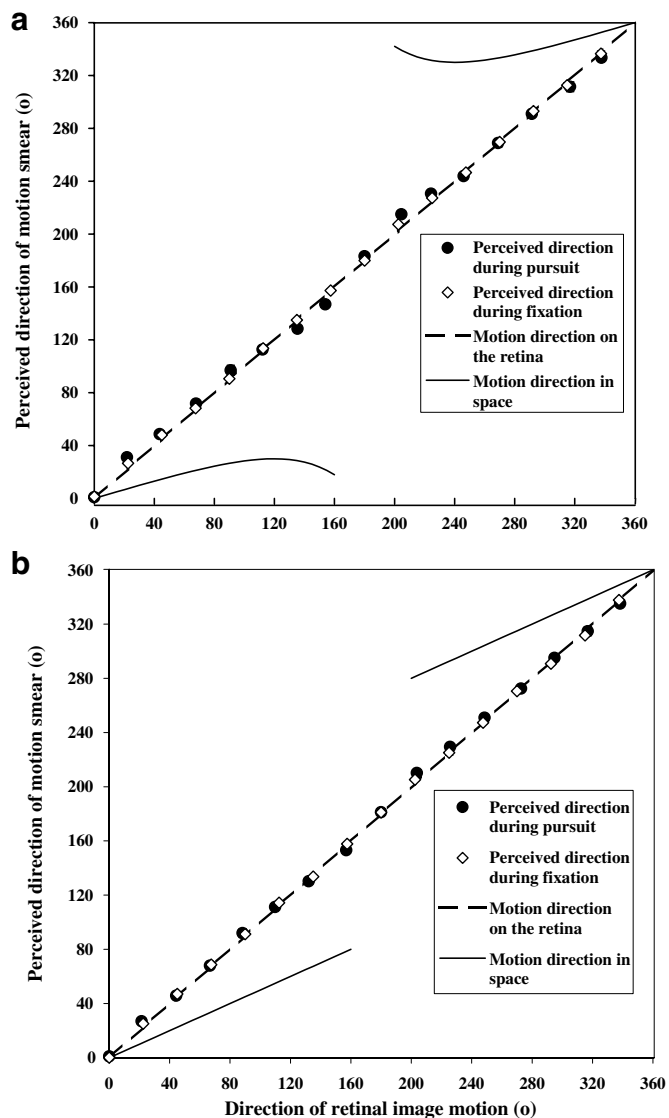 a
360
320
280
240
200
160
120
80
40
0
Perceived direction of motion smear (o)
Perceived direction
during pursuit
Perceived direction
during fixation
Motion direction on
the retina
Motion direction in
space
0 40 80 120 160 200 240 280 320 360
b
360
320
280
240
200
160
120
80
40
0
Perceived direction of motion smear (o)
Perceived direction
during pursuit
Perceived direction
during fixation
Motion direction
on the retina
Motion direction in
space
0 40 80 120 160 200 240 280 320 360
Direction of retinal image motion (o)